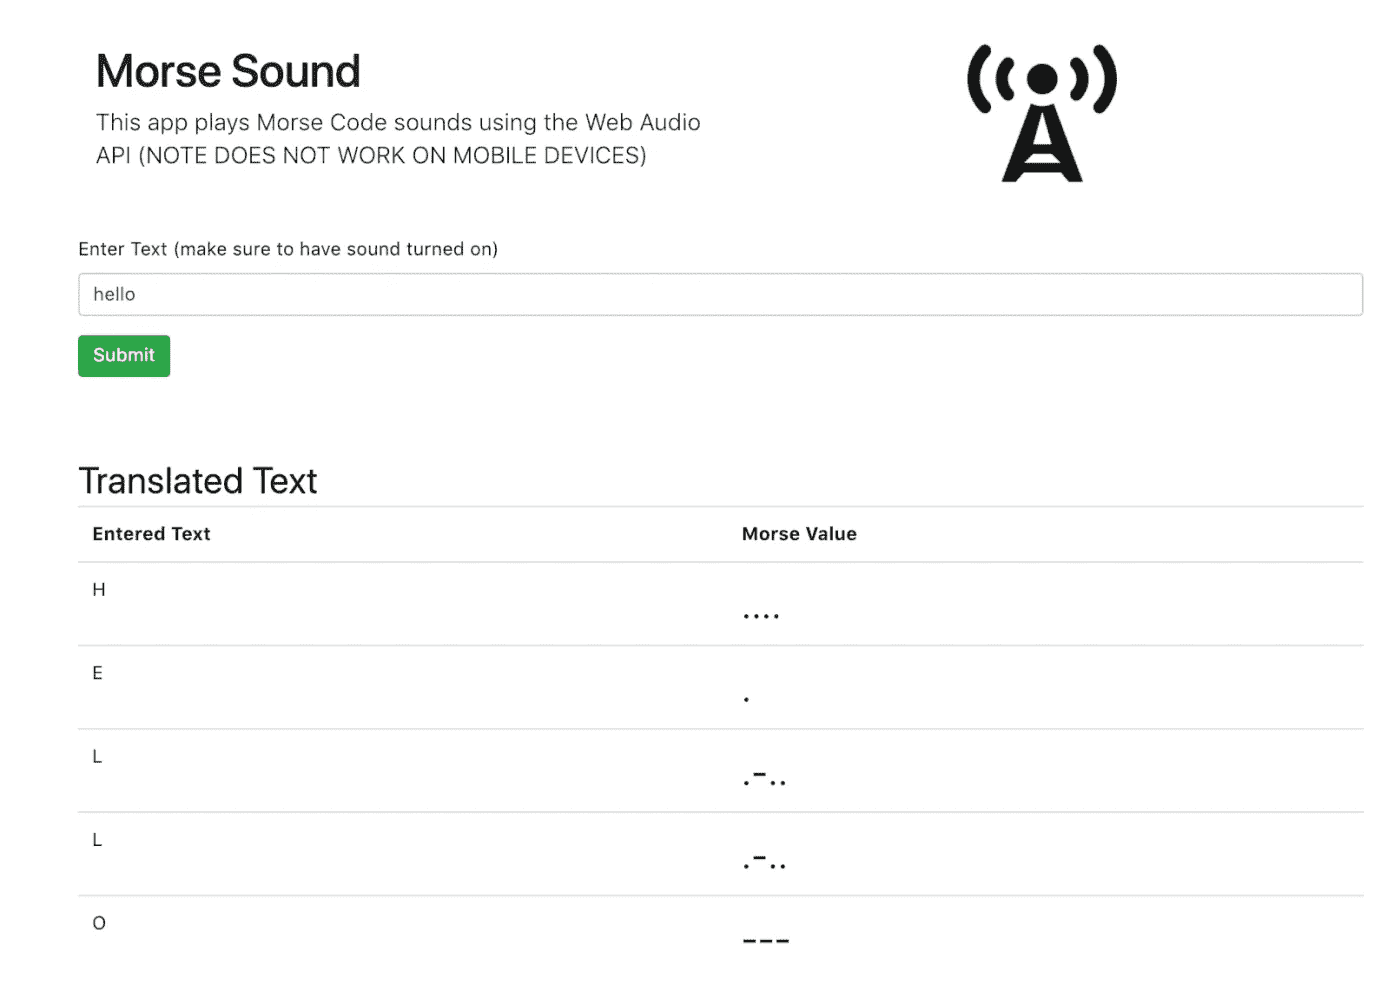 Morse Sound
This app plays Morse Code sounds using the Web Audio
API (NOTE DOES NOT WORK ON MOBILE DEVICES)
Enter Text (make sure to have sound turned on)
hello
Submit
Translated Text
Entered Text Morse Value
H ....
E .
L .-..
L .-..
O ---